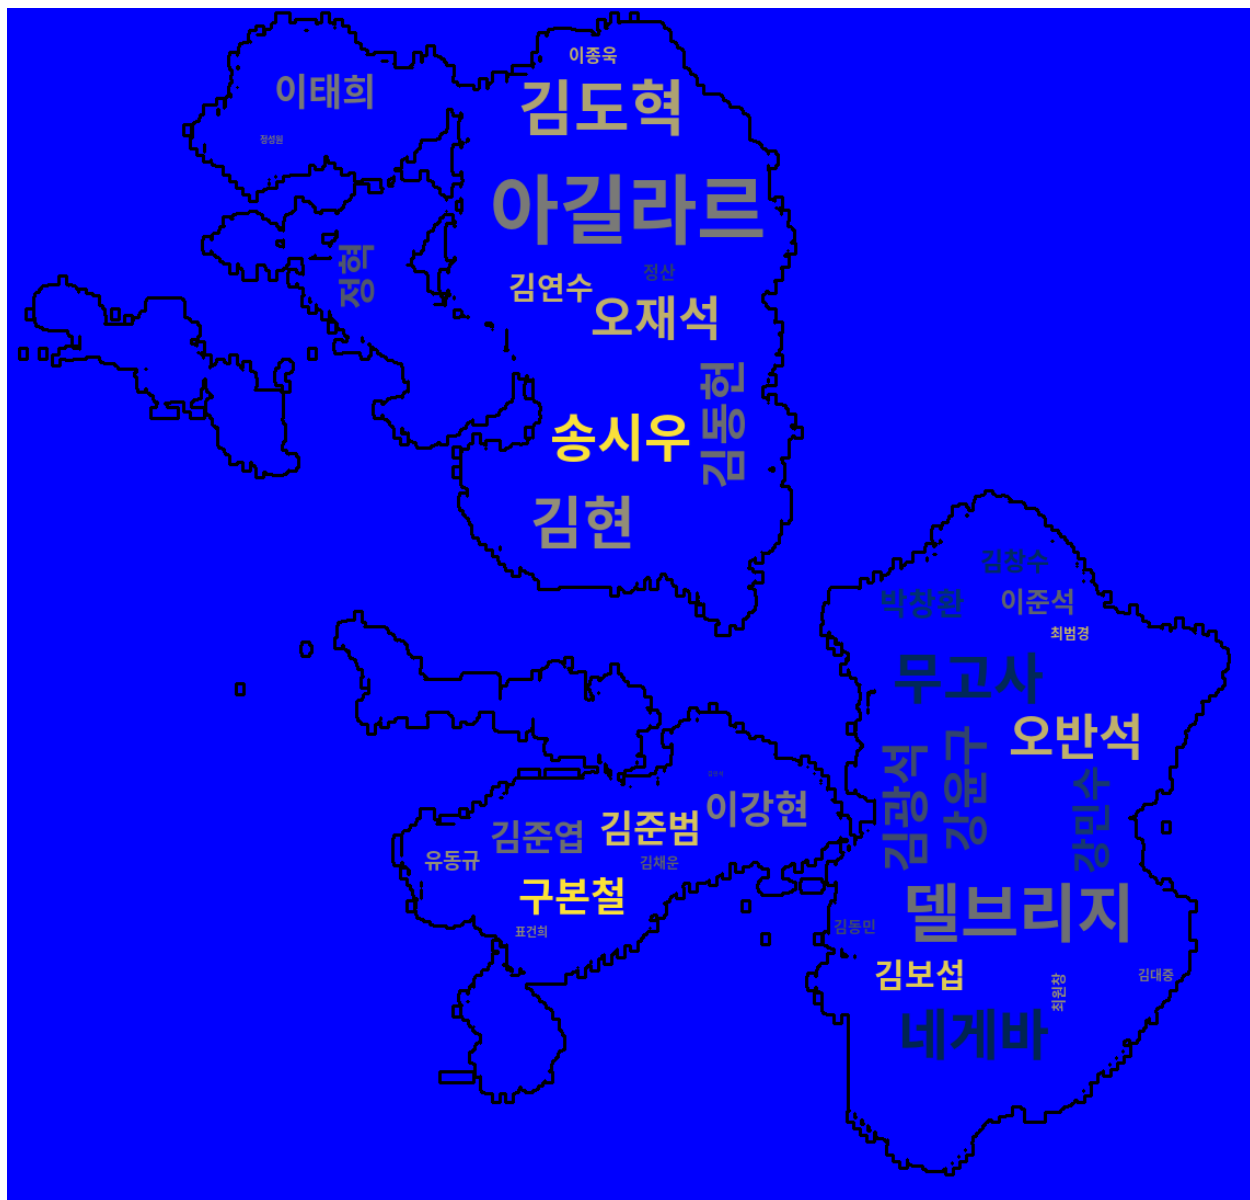 이종욱
이태희
김도혁
정성원
아길라르
정혁
김연수
정산
오재석
김동헌
송시우
김현
김창수
박창환
이준석
최범경
무고사
오반석
김광석
강윤구
강민수
이강현
김준엽
김준범
유동규
김채운
구본철
표건희
델브리지
김동민
김보섭
최원창
김대중
네게바